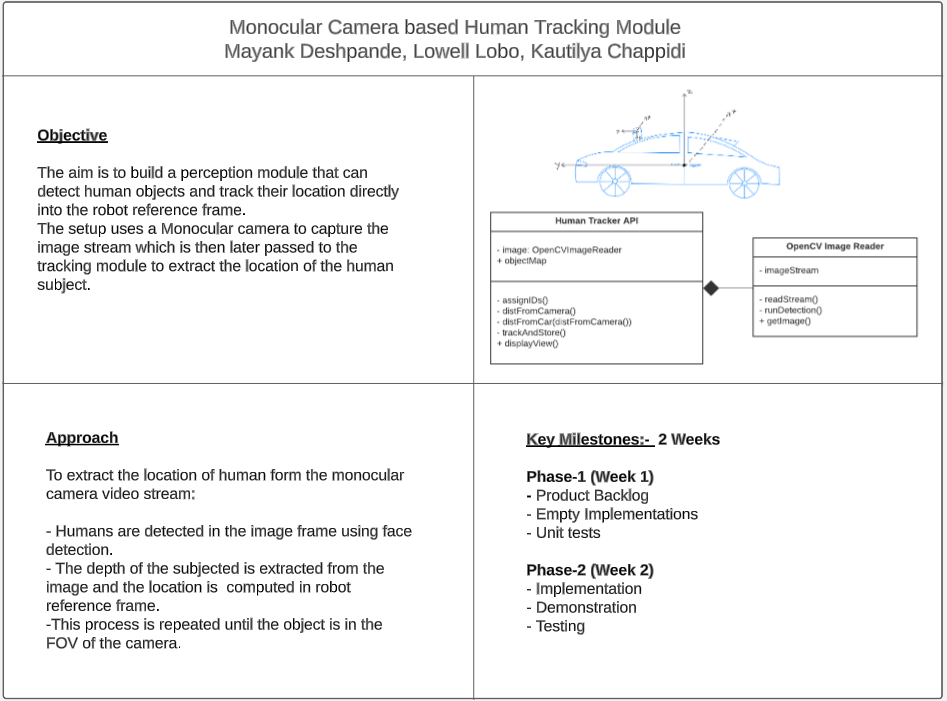 Monocular Camera based Human Tracking Module
Mayank Deshpande, Lowell Lobo, Kautilya Chappidi
Objective
The aim is to build a perception module that can
detect human objects and track their location directly
into the robot reference frame.
The setup uses a Monocular camera to capture the
image stream which is then later passed to the
tracking module to extract the location of the human
subject.
Human Tracker API
- image: OpenCVImageReader
+ objectMap
- assignIDs()
- distFromCamera()
- distFromCar(distFromCamera())
- trackAndStore()
+ displayView()
OpenCV Image Reader
- imageStream
- readStream()
- runDetection()
+ getImage()
Approach
To extract the location of human form the monocular
camera video stream:
- Humans are detected in the image frame using face
detection.
- The depth of the subjected is extracted from the
image and the location is  computed in robot
reference frame.
-This process is repeated until the object is in the
FOV of the camera.
Key Milestones:-  2 Weeks
Phase-1 (Week 1)
- Product Backlog
- Empty Implementations
- Unit tests
Phase-2 (Week 2)
- Implementation
- Demonstration
- Testing